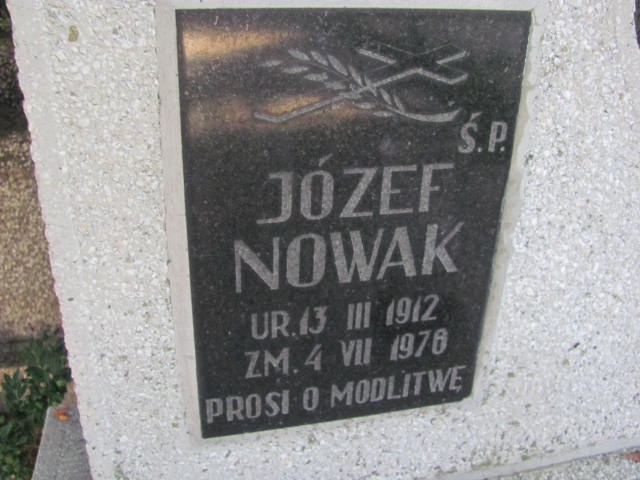 Ś.P.
JÓZEF
NOWAK
UR. 13 III 1912
ZM. 4 VII 1976
PROSI O MODLITWĘ